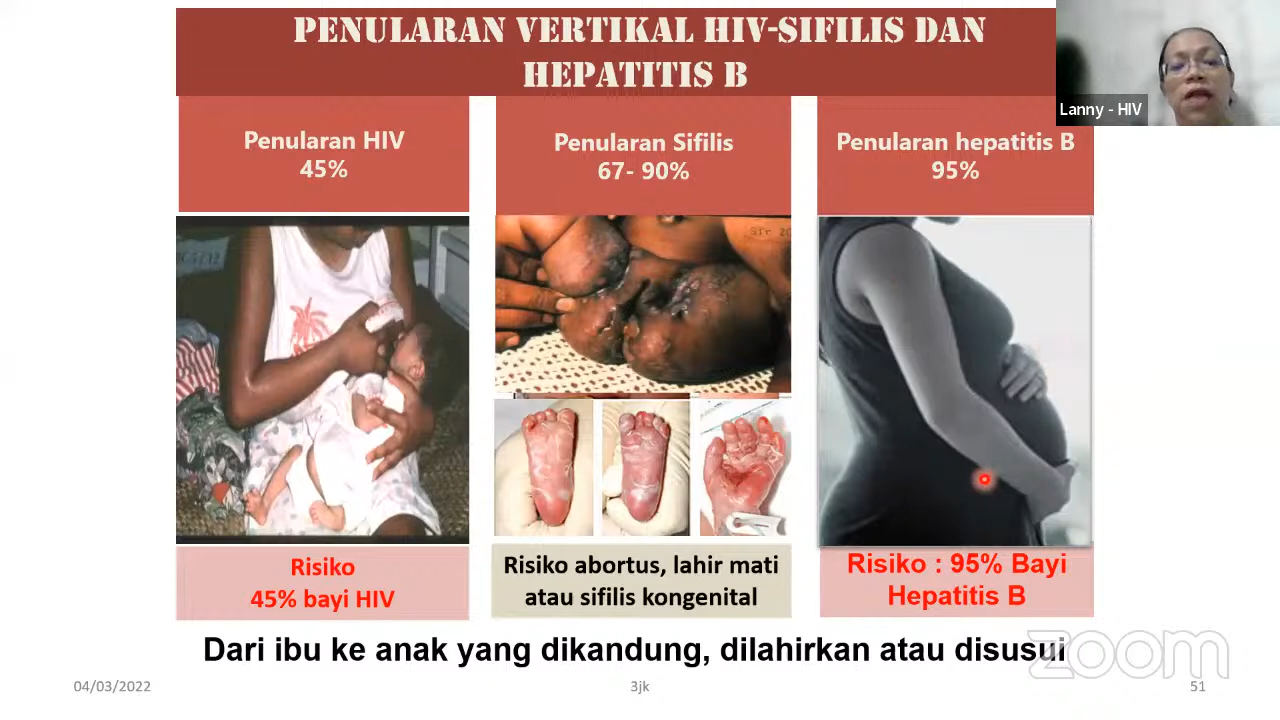 PENULARAN VERTIKAL HIV-SIFILIS DAN
HEPATITIS B
Lanny - HIV
Penularan HIV
45%
Penularan Sifilis
67- 90%
Penularan hepatitis B
95%
Risiko
45% bayi HIV
Risiko abortus, lahir mati
atau sifilis kongenital
Risiko : 95% Bayi
Hepatitis B
Dari ibu ke anak yang dikandung, dilahirkan atau disusui
zoom
04/03/2022
3jk
51